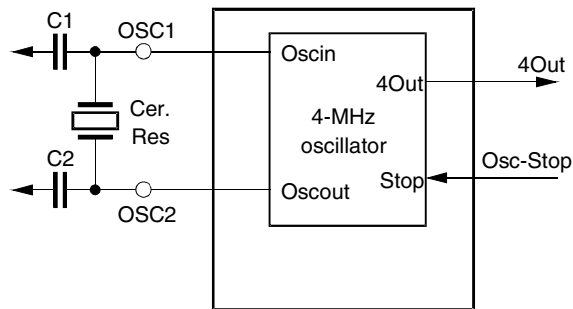 C1
OSC1
Oscin
4Out
4Out
Cer.
Res
4-MHz
oscillator
C2
Osc-Stop
Stop
Oscout
OSC2